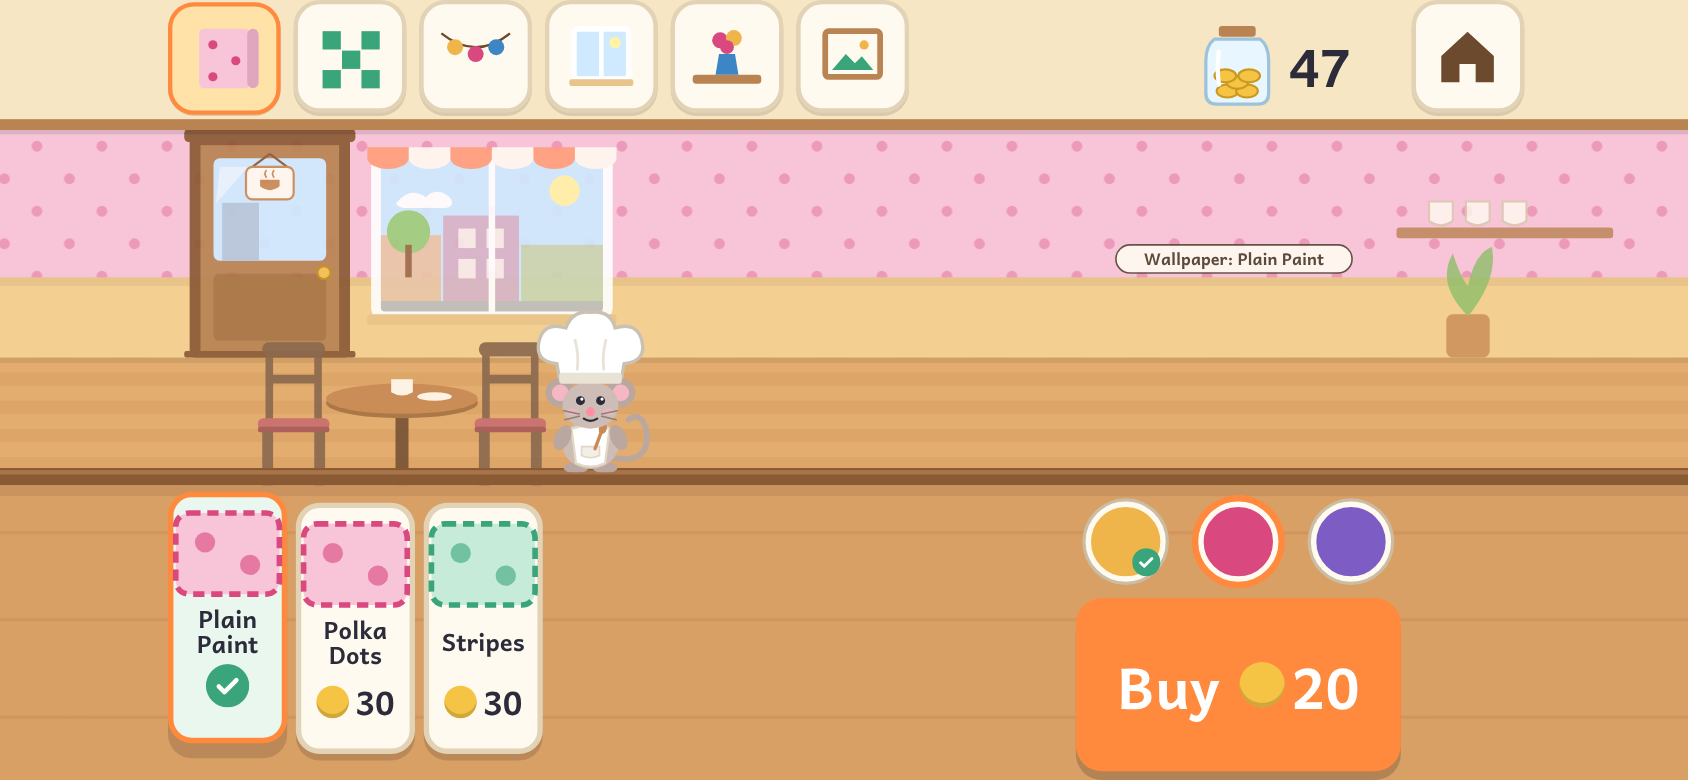 47
Wallpaper: Plain Paint
Plain
Paint
Polka
Dots
30
Stripes
30
Buy 20